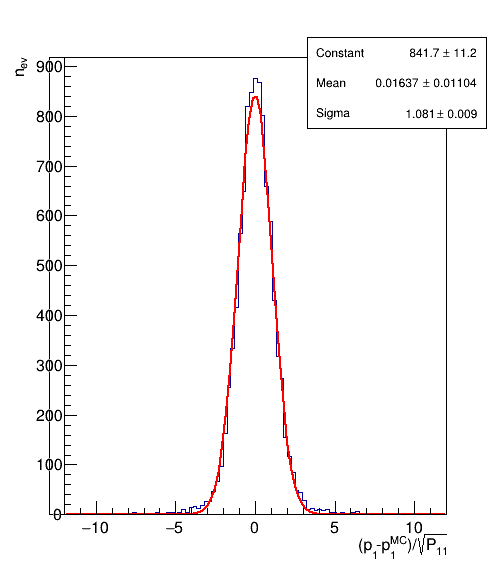 Constant 841.7 ± 11.2
Mean 0.01637 ± 0.01104
Sigma 1.081 ± 0.009
n_ev
900
800
700
600
500
400
300
200
100
0
−10 −5 0 5 10
(p_1-p_1^MC)/√P_11